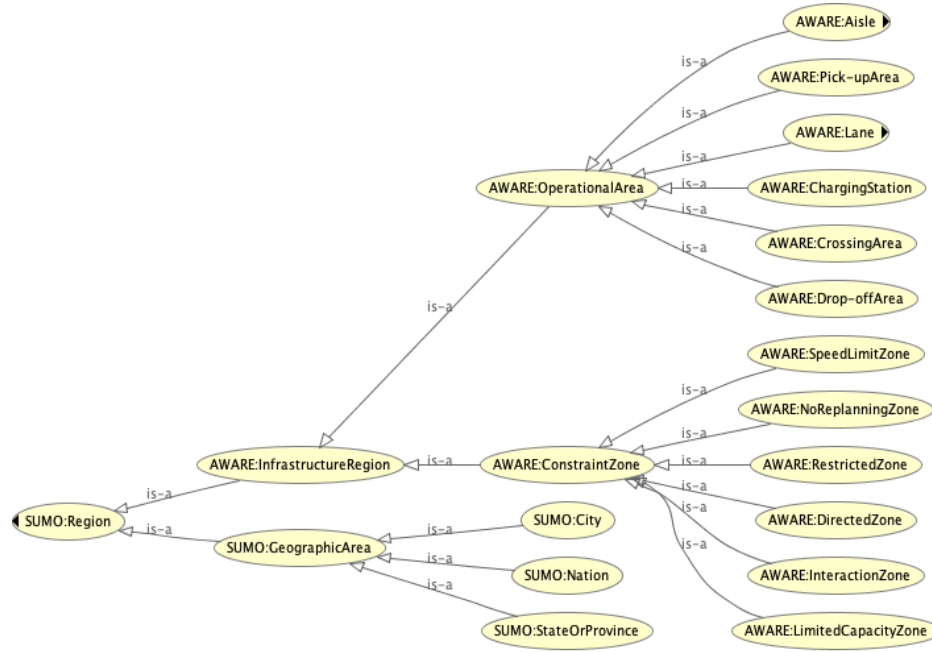 AWARE:Aisle
is-a
AWARE:Pick-upArea
is-a
AWARE:Lane
is-a
AWARE:OperationalArea
is-a
AWARE:ChargingStation
is-a
AWARE:CrossingArea
is-a
AWARE:Drop-offArea
is-a
AWARE:SpeedLimitZone
is-a
AWARE:NoReplanningZone
is-a
AWARE:InfrastructureRegion
is-a
AWARE:ConstraintZone
is-a
AWARE:RestrictedZone
is-a
is-a
SUMO:Region
is-a
SUMO:GeographicArea
is-a
SUMO:City
is-a
AWARE:DirectedZone
is-a
is-a
SUMO:Nation
AWARE:InteractionZone
is-a
SUMO:StateOrProvince
AWARE:LimitedCapacityZone